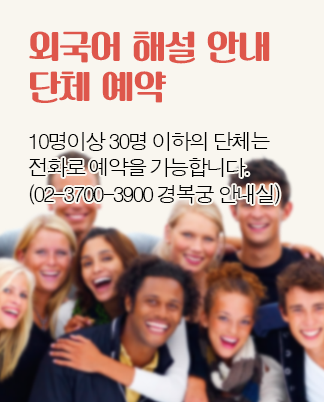 외국어 해설 안내
단체 예약
10명이상 30명 이하의 단체는
전화로 예약을 가능합니다.
(02-3700-3900 경복궁 안내실)